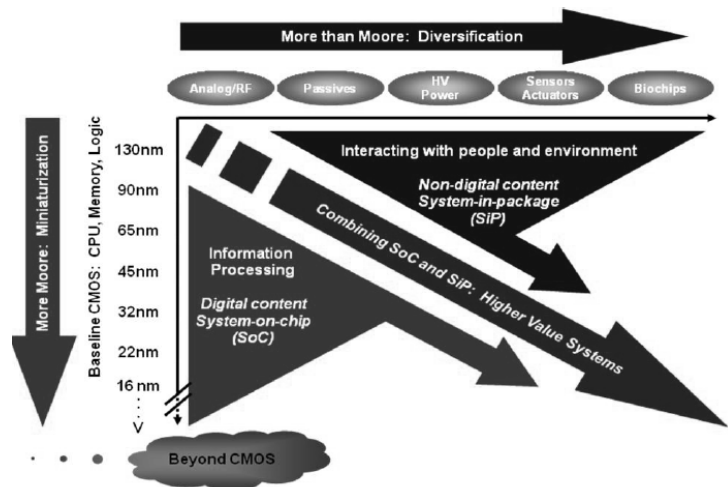 More than Moore: Diversification
Analog/RF
Passives
HV
Power
Sensors
Actuators
Biochips
More Moore: Miniaturization
Baseline CMOS: CPU, Memory, Logic
130nm
90nm
65nm
45nm
32nm
22nm
16 nm
Interacting with people and environment
Non-digital content
System-in-package
(SiP)
Combining SoC and SiP: Higher Value Systems
Information
Processing
Digital content
System-on-chip
(SoC)
Beyond CMOS